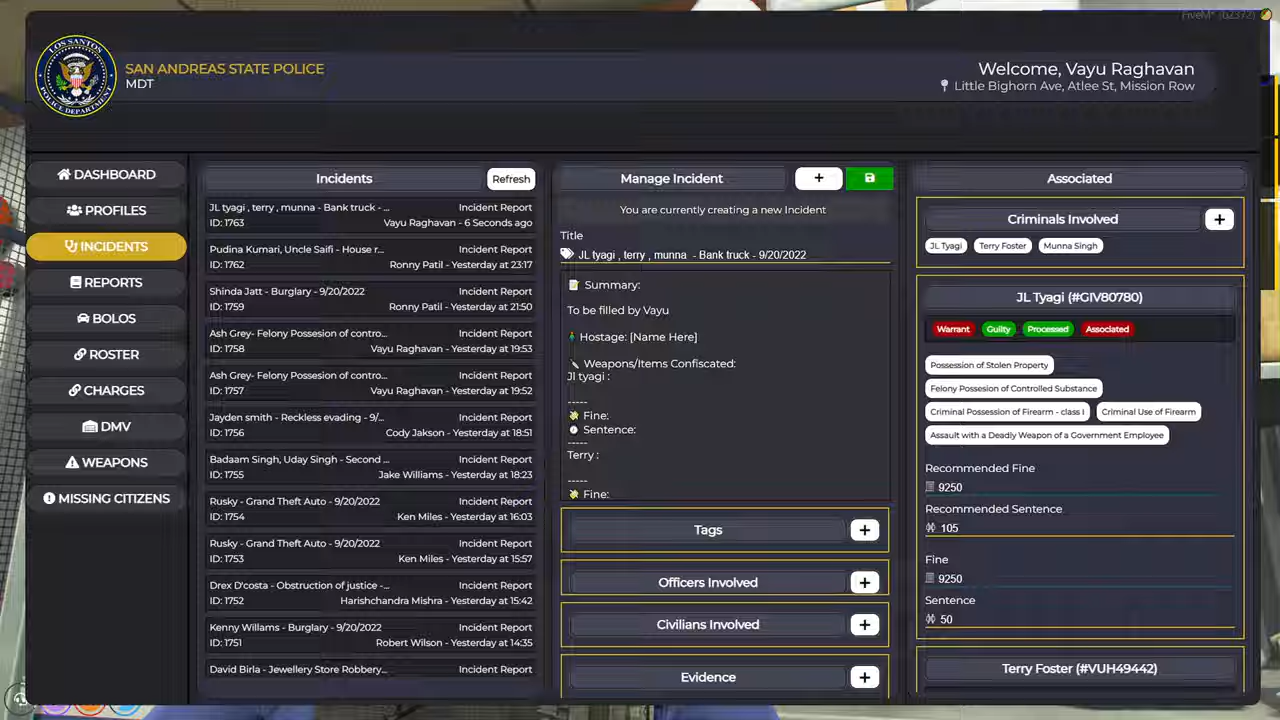 FiveM* (b2372)
LOS SANTOS
POLICE DEPARTMENT
SAN ANDREAS STATE POLICE
MDT
Welcome, Vayu Raghavan
Little Bighorn Ave, Atlee St, Mission Row
DASHBOARD
PROFILES
INCIDENTS
REPORTS
BOLOS
ROSTER
CHARGES
DMV
WEAPONS
MISSING CITIZENS
Incidents
Refresh
JL tyagi , terry , munna - Bank truck - ... Incident Report
ID: 1763 Vayu Raghavan - 6 Seconds ago
Pudina Kumari, Uncle Saifi - House r... Incident Report
ID: 1762 Ronny Patil - Yesterday at 23:17
Trinda Jatt - Burglary - 9/20/2022 Incident Report
ID: 1759 Ronny Patil - Yesterday at 21:50
Ash Grey- Felony Possesion of contro... Incident Report
ID: 1758 Vayu Raghavan - Yesterday at 19:53
Ash Grey- Felony Possesion of contro... Incident Report
ID: 1757 Vayu Raghavan - Yesterday at 19:52
Jayden smith - Reckless evading - 9/... Incident Report
ID: 1756 Cody Jakson - Yesterday at 18:51
Badaam Singh, Uday Singh - Second ... Incident Report
ID: 1755 Jake Williams - Yesterday at 18:23
Rusky - Grand Theft Auto - 9/20/2022 Incident Report
ID: 1754 Ken Miles - Yesterday at 16:03
Rusky - Grand Theft Auto - 9/20/2022 Incident Report
ID: 1753 Ken Miles - Yesterday at 15:57
Drex D'costa - Obstruction of justice -... Incident Report
ID: 1752 Harishchandra Mishra - Yesterday at 15:42
Kenny Willams - Burglary - 9/20/2022 Incident Report
ID: 1751 Robert Wilson - Yesterday at 14:35
David Birla - Jewellery Store Robbery... Incident Report
Manage Incident
+
You are currently creating a new Incident
Title
JL tyagi , terry , munna - Bank truck - 9/20/2022
Summary:
To be filled by Vayu
Hostage: [Name Here]
Weapons/Items Confiscated:
Jl tyagi :
-----
Fine:
Sentence:
-----
Terry :
-----
Fine:
Tags +
Officers Involved +
Civilians Involved +
Evidence +
Associated
Criminals Involved +
JL Tyagi Terry Foster Munna Singh
JL Tyagi (#GIV80780)
Warrant Guilty Processed Associated
Possession of Stolen Property
Felony Possesion of Controlled Substance
Criminal Possession of Firearm - class I Criminal Use of Firearm
Assault with a Deadly Weapon of a Government Employee
Recommended Fine
9250
Recommended Sentence
105
Fine
9250
Sentence
50
Terry Foster (#VUH49442)